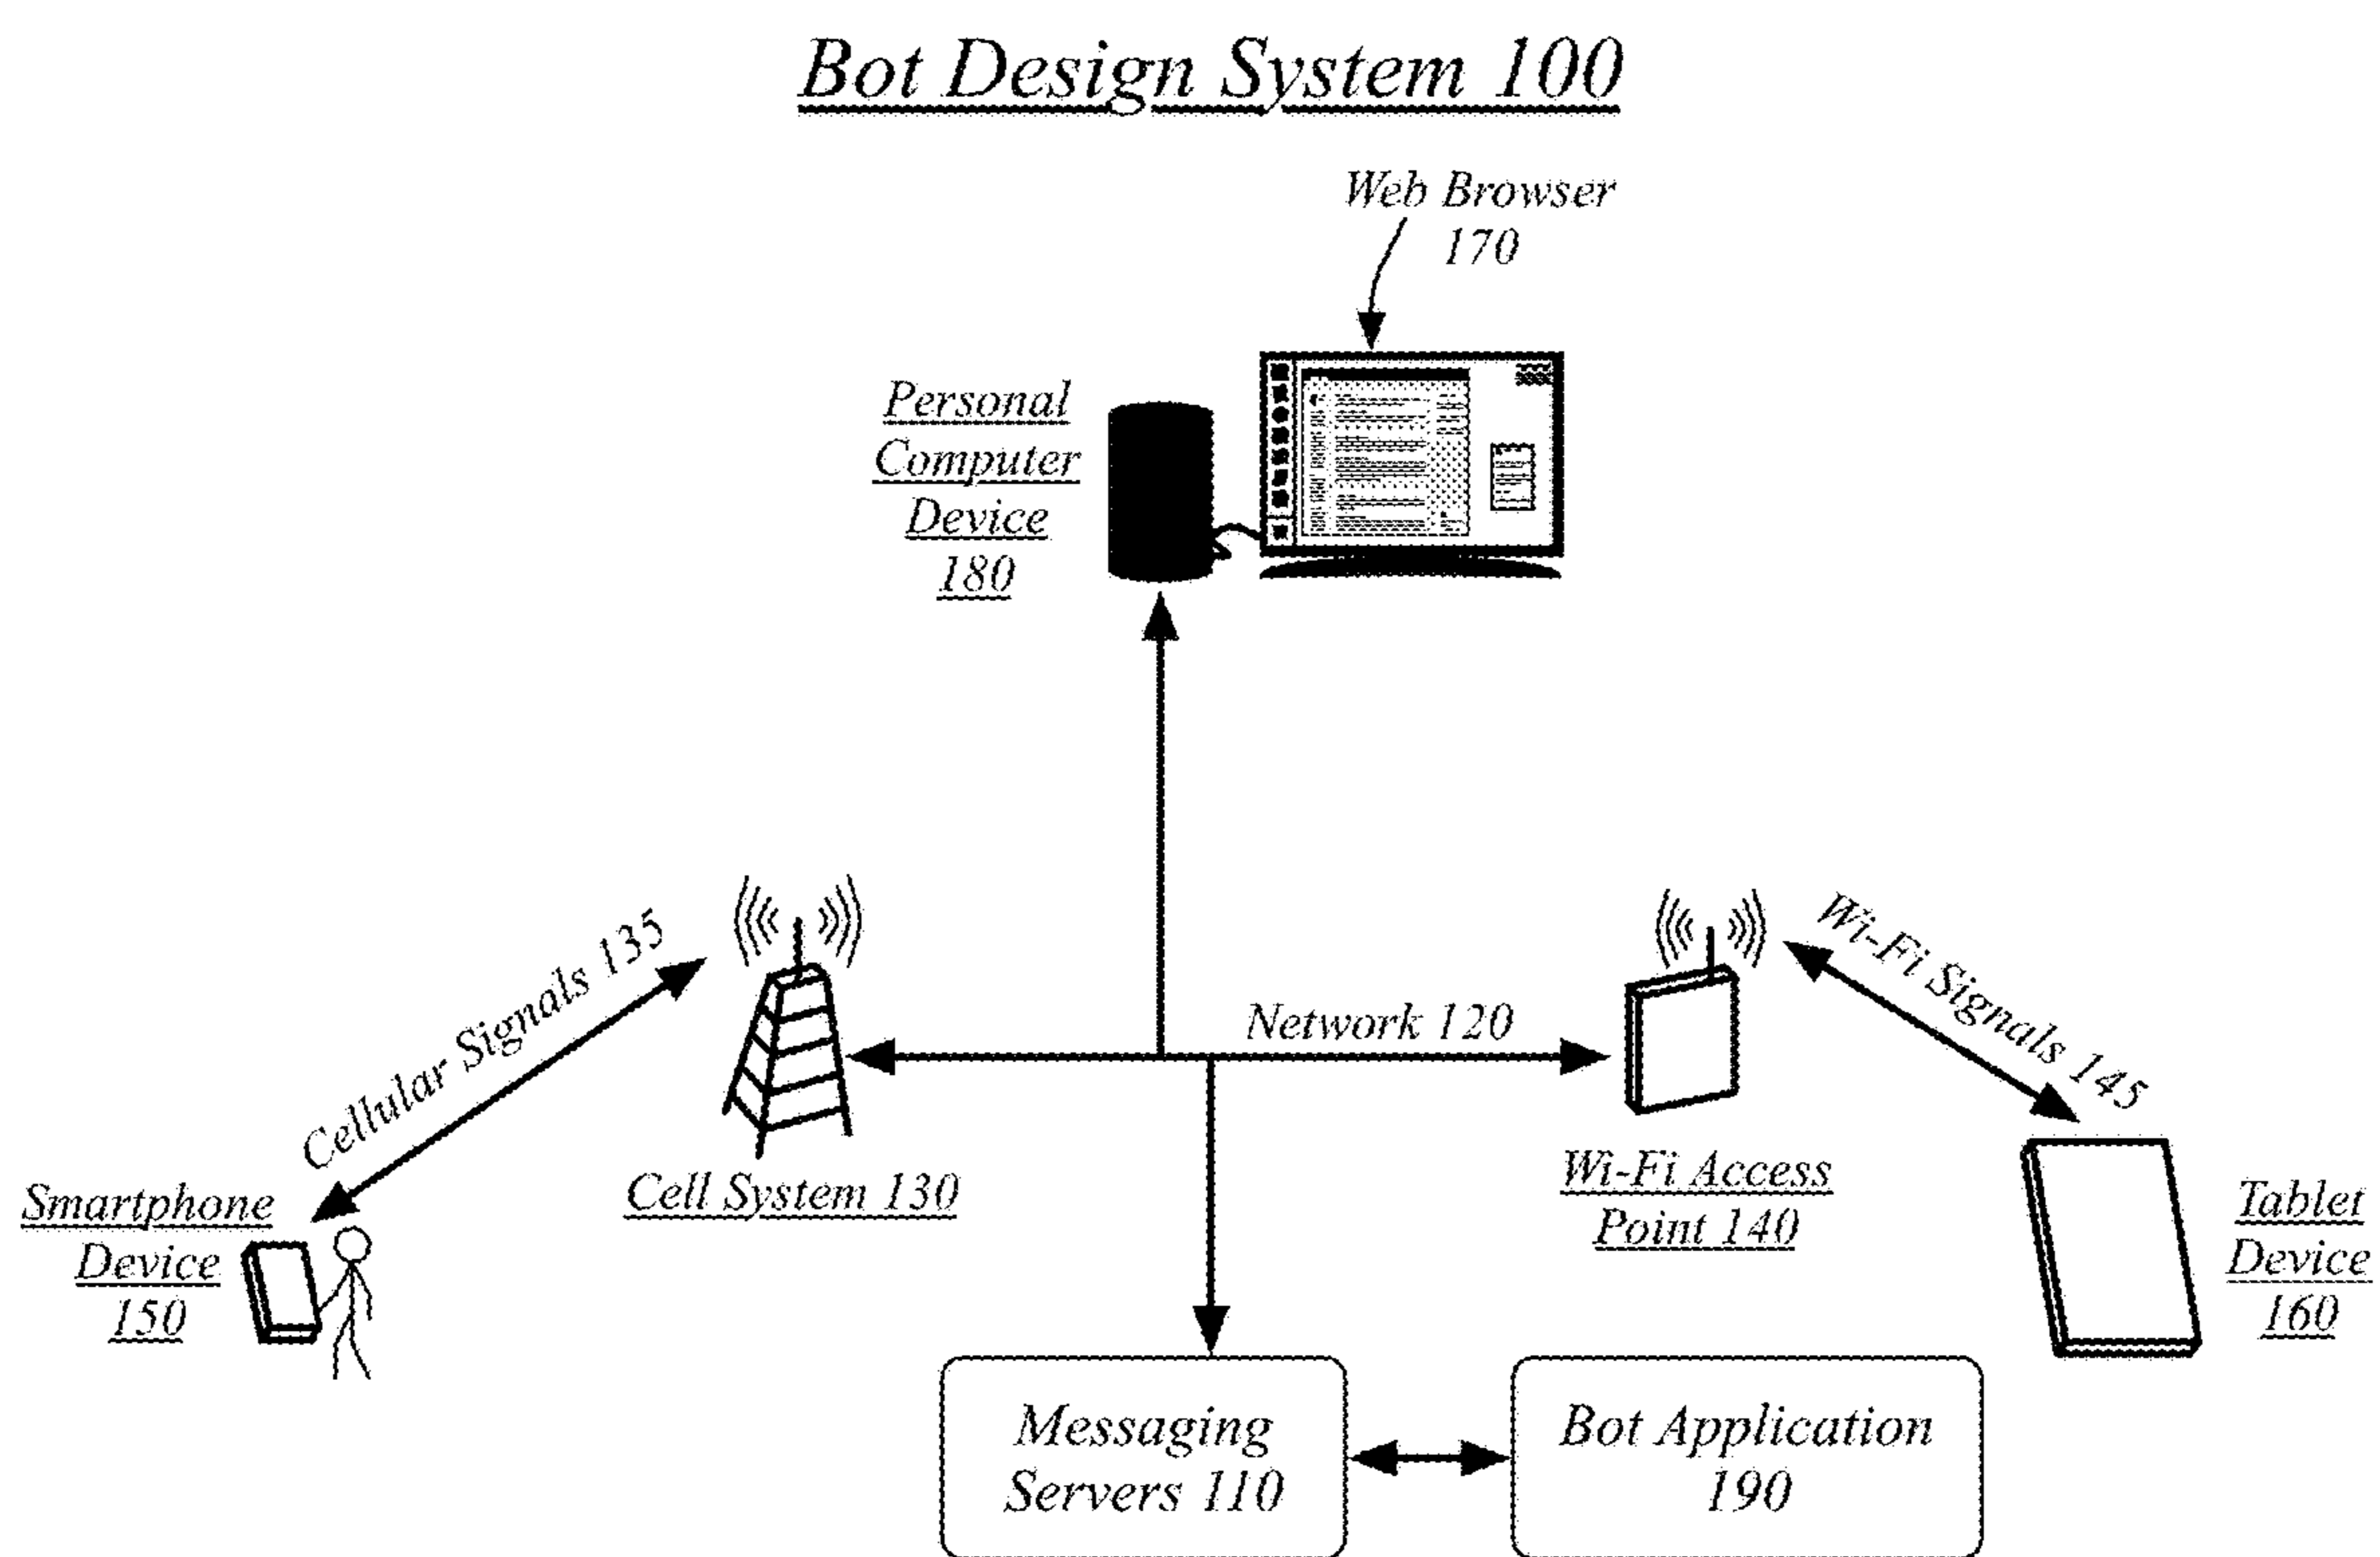 Bot Design System 100
Web Browser
170
Personal
Computer
Device
180
Cellular Signals 135
Wi-Fi Signals 145
Network 120
Cell System 130
Wi-Fi Access
Point 140
Smartphone
Device
150
Tablet
Device
160
Messaging
Servers 110
Bot Application
190